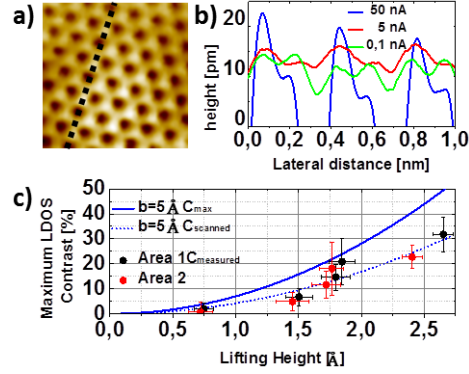 a)
b)
50 nA
5 nA
0,1 nA
20
10
0
height [pm]
0,0 0,2 0,4 0,6 0,8 1,0
Lateral distance [nm]
c)
50
40
30
20
10
0
Maximum LDOS
Contrast [%]
b=5Å Cmax
b=5Å Cscanned
Area 1Cmeasured
Area 2
0,0 0,5 1,0 1,5 2,0 2,5
Lifting Height [Å]